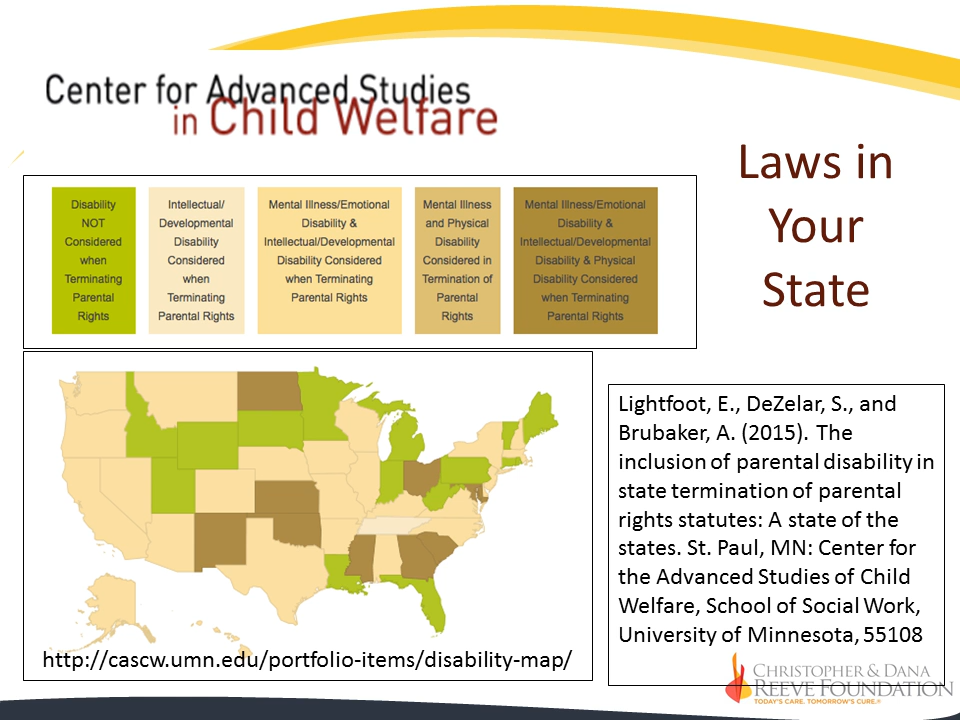 Center for Advanced Studies
in Child Welfare
Laws in
Your
State
Disability
NOT
Considered
when
Terminating
Parental
Rights
Intellectual/
Developmental
Disability
Considered
when
Terminating
Parental Rights
Mental Illness/Emotional
Disability &
Intellectual/Developmental
Disability Considered
when Terminating
Parental Rights
Mental Illness
and Physical
Disability
Considered in
Termination of
Parental
Rights
Mental Illness/Emotional
Disability &
Intellectual/Developmental
Disability & Physical
Disability Considered
when Terminating
Parental Rights
http://cascw.umn.edu/portfolio-items/disability-map/
Lightfoot, E., DeZelar, S., and
Brubaker, A. (2015). The
inclusion of parental disability in
state termination of parental
rights statutes: A state of the
states. St. Paul, MN: Center for
the Advanced Studies of Child
Welfare, School of Social Work,
University of Minnesota, 55108
CHRISTOPHER & DANA
REEVE FOUNDATION
TODAY'S CARE. TOMORROW'S CURE.®